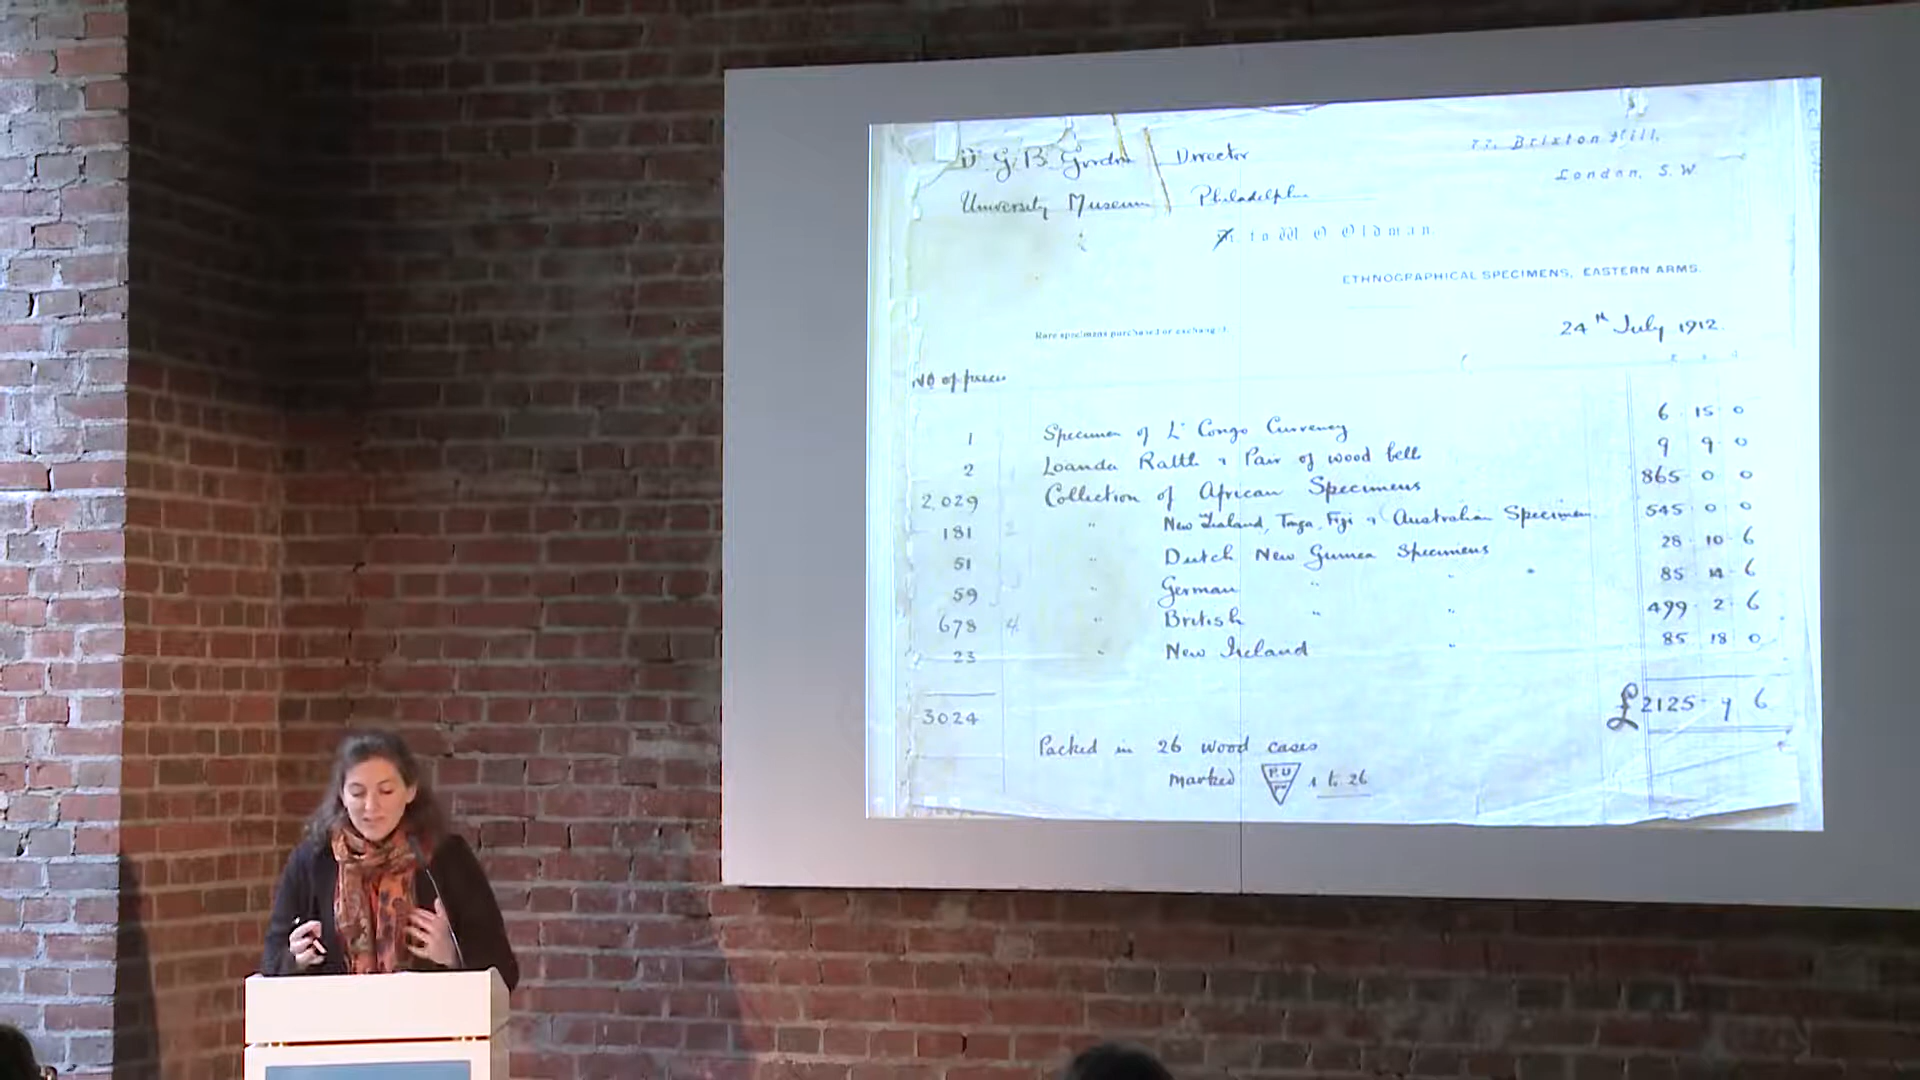 Dr G. B. Gordon Director
77, Brixton Hill,
London, S. W.
University Museum Philadelphia
to W. O. Oldman.
ETHNOGRAPHICAL SPECIMENS, EASTERN ARMS.
Rare specimens purchased or exchanged.
24TH July 1912.
No of pieces
1 Specimen of L. Congo Currency 6 15 0
2 Loanda Rattle & Pair of wood bell 9 9 0
2,029 Collection of African Specimens 865 0 0
181 " New Zealand, Tonga, Fiji & Australian Specimen 545 0 0
51 " Dutch New Guinea Specimens 28 10 6
59 " German " " 85 14 6
678 4 " British " " 499 2 6
23 " New Ireland " 85 18 0
3024
£2125 9 6
Packed in 26 wood cases
marked P.U 1 to 26